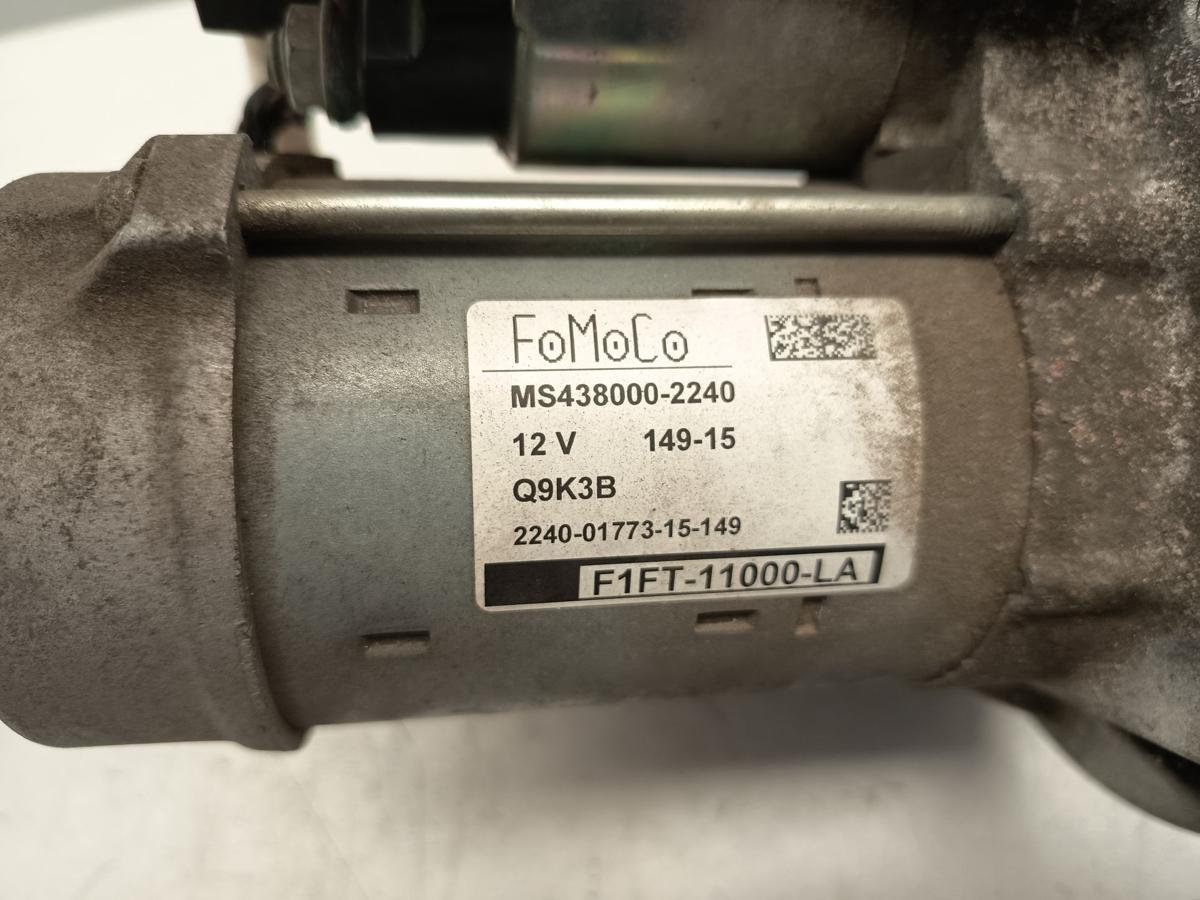 FoMoCo
MS438000-2240
12 V 149-15
Q9K3B
2240-01773-15-149
F1FT-11000-LA